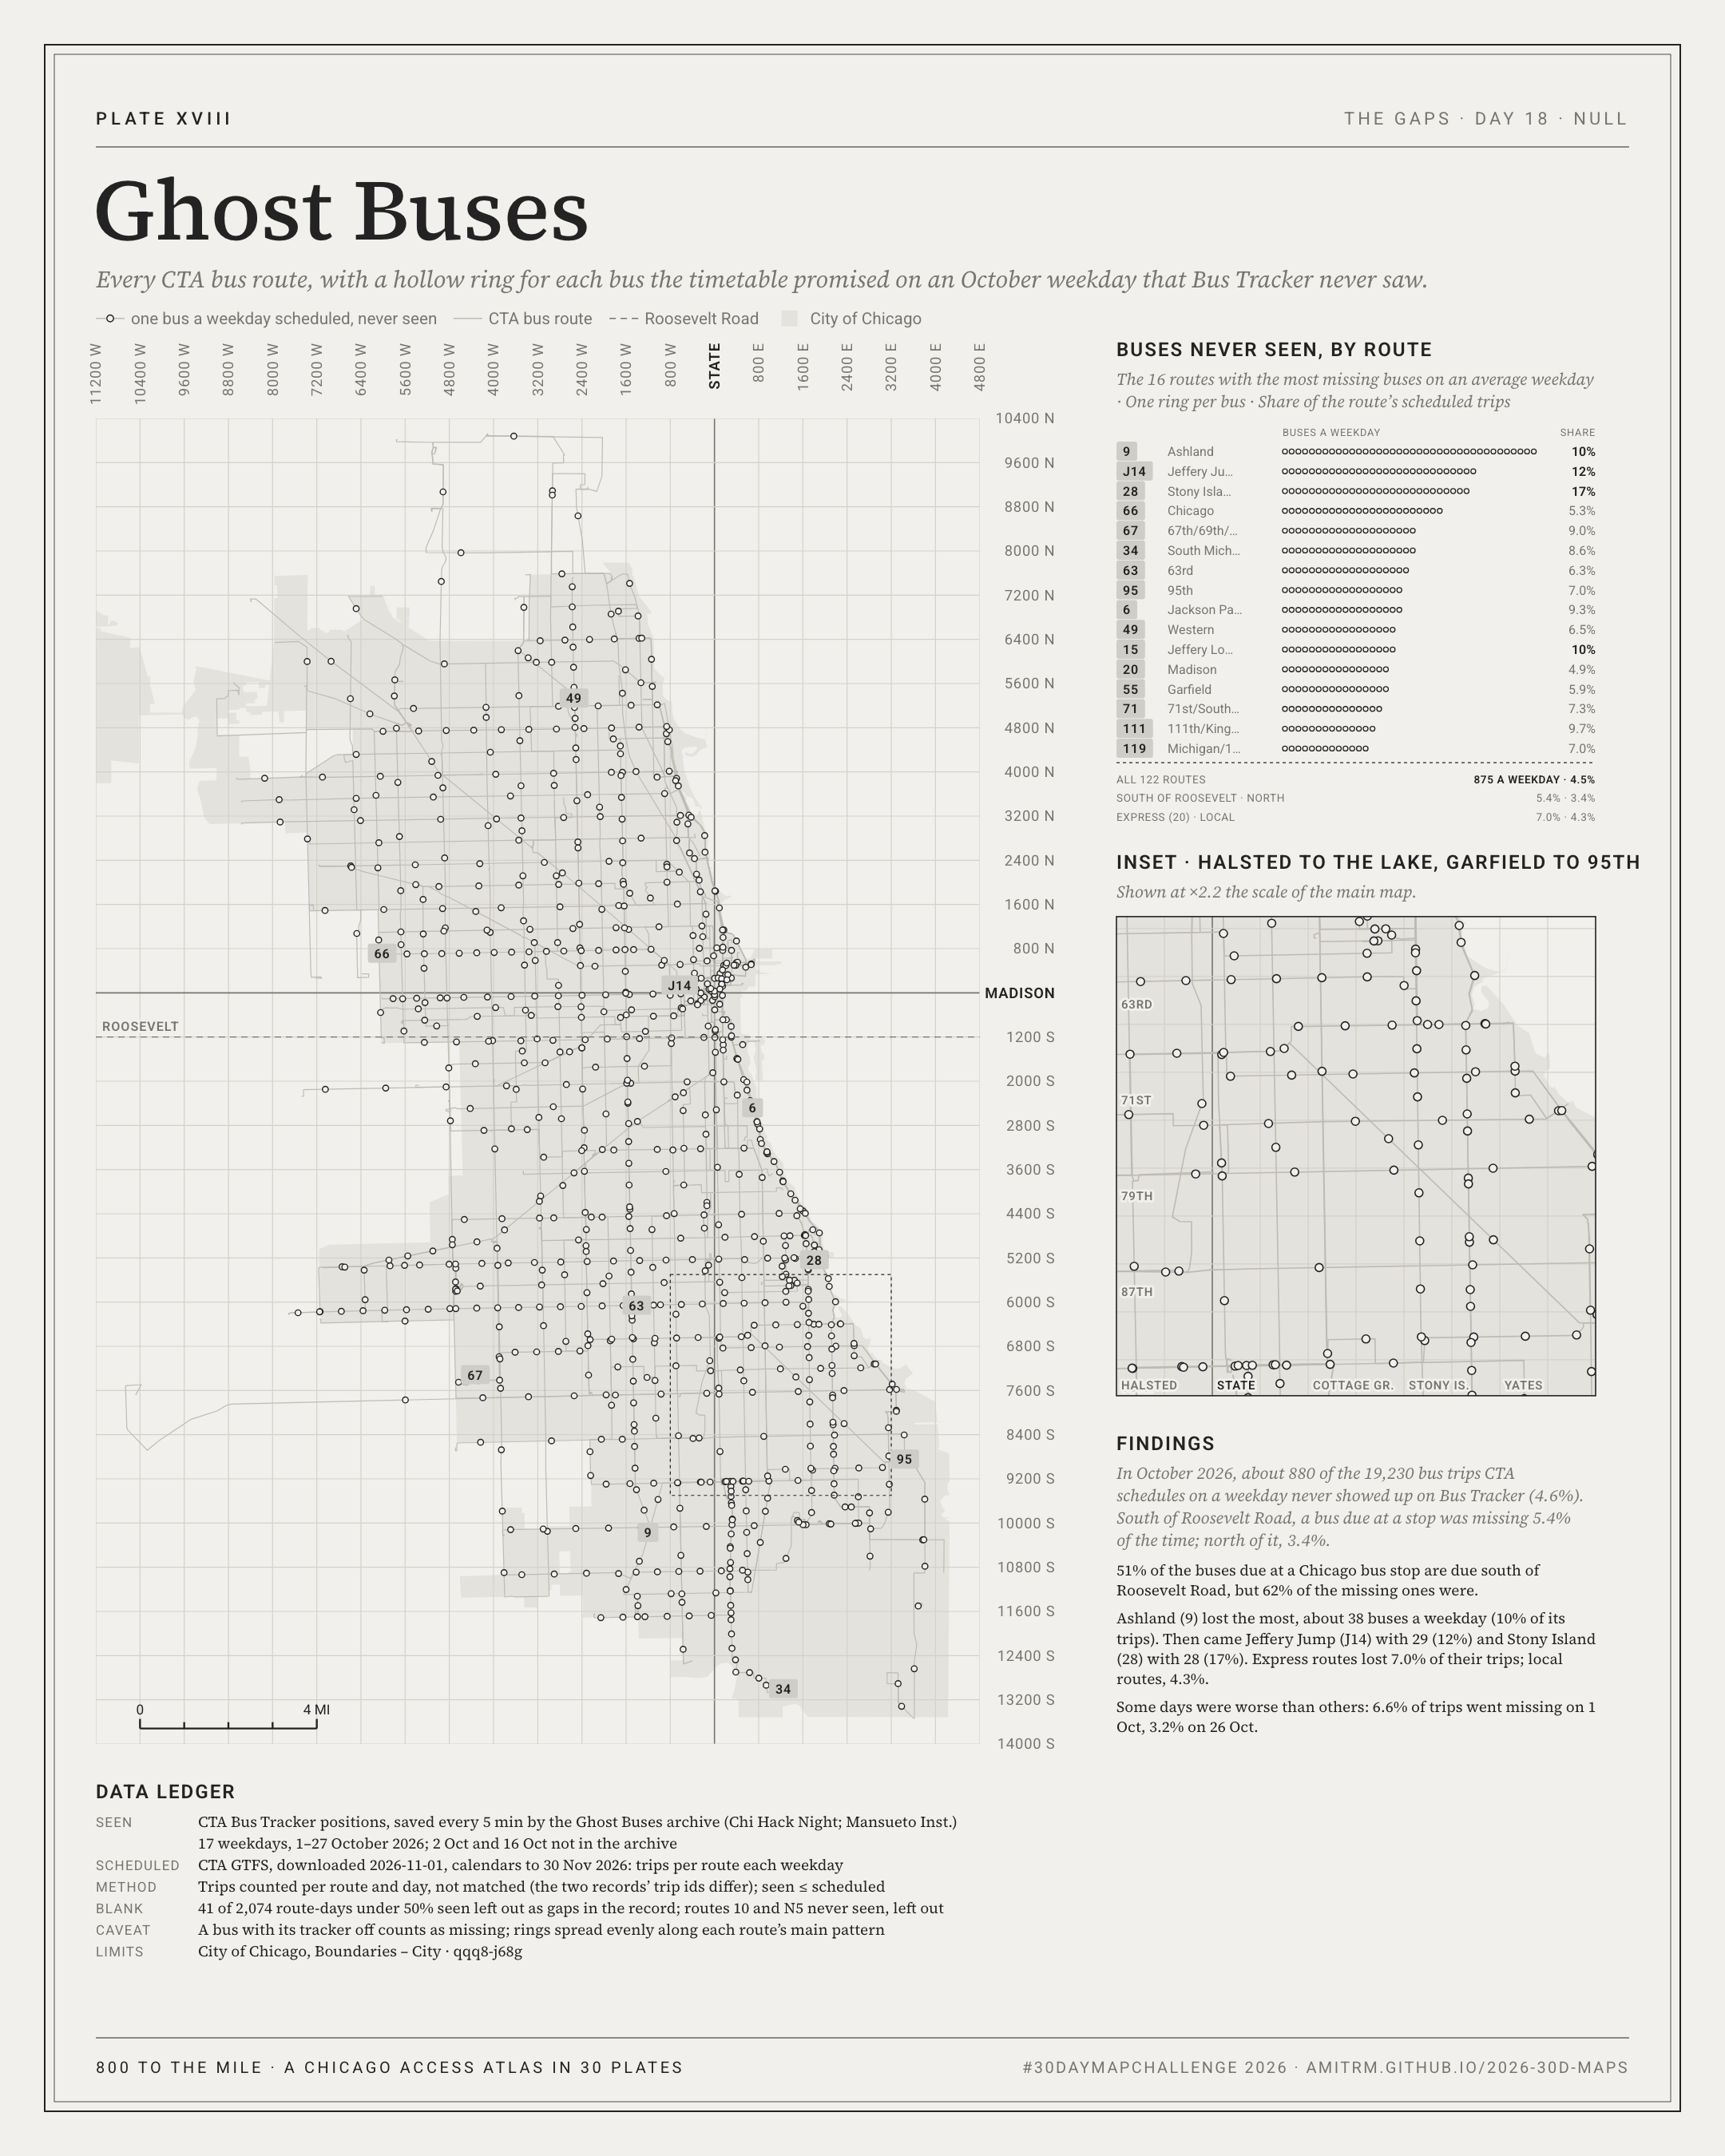 PLATE XVIII
THE GAPS · DAY 18 · NULL
Ghost Buses
Every CTA bus route, with a hollow ring for each bus the timetable promised on an October weekday that Bus Tracker never saw.
one bus a weekday scheduled, never seen
CTA bus route
Roosevelt Road
City of Chicago
11200 W
10400 W
9600 W
8800 W
8000 W
7200 W
6400 W
5600 W
4800 W
4000 W
3200 W
2400 W
1600 W
800 W
STATE
800 E
1600 E
2400 E
3200 E
4000 E
4800 E
10400 N
9600 N
8800 N
8000 N
7200 N
6400 N
5600 N
4800 N
4000 N
3200 N
2400 N
1600 N
800 N
MADISON
1200 S
2000 S
2800 S
3600 S
4400 S
5200 S
6000 S
6800 S
7600 S
8400 S
9200 S
10000 S
10800 S
11600 S
12400 S
13200 S
14000 S
49
66
J14
ROOSEVELT
6
28
63
67
95
9
34
0
4 MI
BUSES NEVER SEEN, BY ROUTE
The 16 routes with the most missing buses on an average weekday
· One ring per bus · Share of the route's scheduled trips
BUSES A WEEKDAY SHARE
9 Ashland 10%
J14 Jeffery Ju... 12%
28 Stony Isla... 17%
66 Chicago 5.3%
67 67th/69th/... 9.0%
34 South Mich... 8.6%
63 63rd 6.3%
95 95th 7.0%
6 Jackson Pa... 9.3%
49 Western 6.5%
15 Jeffery Lo... 10%
20 Madison 4.9%
55 Garfield 5.9%
71 71st/South... 7.3%
111 111th/King... 9.7%
119 Michigan/1... 7.0%
ALL 122 ROUTES 875 A WEEKDAY · 4.5%
SOUTH OF ROOSEVELT · NORTH 5.4% · 3.4%
EXPRESS (20) · LOCAL 7.0% · 4.3%
INSET · HALSTED TO THE LAKE, GARFIELD TO 95TH
Shown at ×2.2 the scale of the main map.
63RD
71ST
79TH
87TH
HALSTED
STATE
COTTAGE GR.
STONY IS.
YATES
FINDINGS
In October 2026, about 880 of the 19,230 bus trips CTA
schedules on a weekday never showed up on Bus Tracker (4.6%).
South of Roosevelt Road, a bus due at a stop was missing 5.4%
of the time; north of it, 3.4%.
51% of the buses due at a Chicago bus stop are due south of
Roosevelt Road, but 62% of the missing ones were.
Ashland (9) lost the most, about 38 buses a weekday (10% of its
trips). Then came Jeffery Jump (J14) with 29 (12%) and Stony Island
(28) with 28 (17%). Express routes lost 7.0% of their trips; local
routes, 4.3%.
Some days were worse than others: 6.6% of trips went missing on 1
Oct, 3.2% on 26 Oct.
DATA LEDGER
SEEN CTA Bus Tracker positions, saved every 5 min by the Ghost Buses archive (Chi Hack Night; Mansueto Inst.)
17 weekdays, 1–27 October 2026; 2 Oct and 16 Oct not in the archive
SCHEDULED CTA GTFS, downloaded 2026-11-01, calendars to 30 Nov 2026: trips per route each weekday
METHOD Trips counted per route and day, not matched (the two records' trip ids differ); seen ≤ scheduled
BLANK 41 of 2,074 route-days under 50% seen left out as gaps in the record; routes 10 and N5 never seen, left out
CAVEAT A bus with its tracker off counts as missing; rings spread evenly along each route's main pattern
LIMITS City of Chicago, Boundaries – City · qqq8-j68g
800 TO THE MILE · A CHICAGO ACCESS ATLAS IN 30 PLATES
#30DAYMAPCHALLENGE 2026 · AMITRM.GITHUB.IO/2026-30D-MAPS